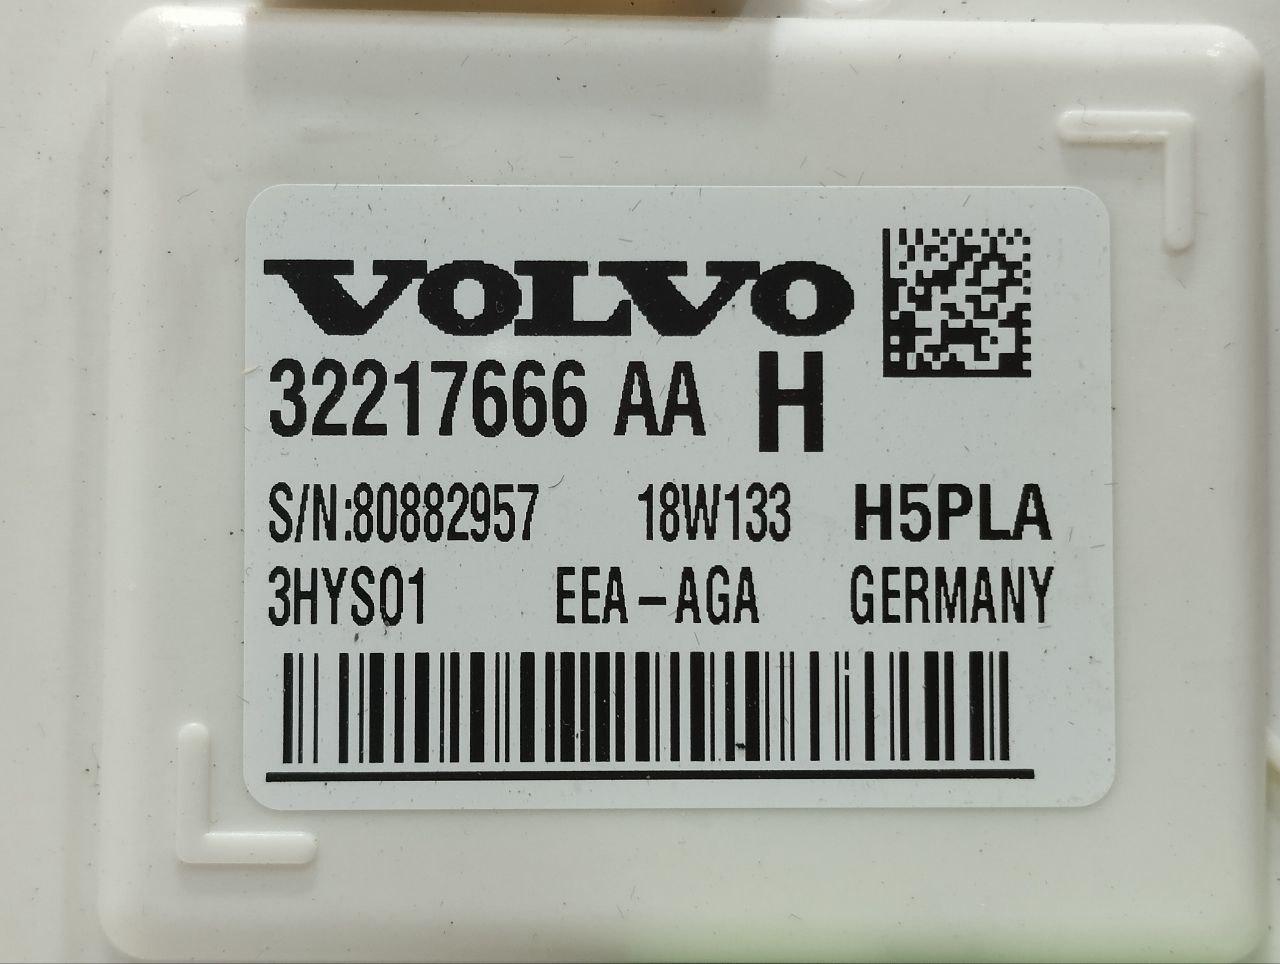 VOLVO
32217666 AA H
S/N:80882957 18W133 H5PLA
3HYS01 EEA-AGA GERMANY